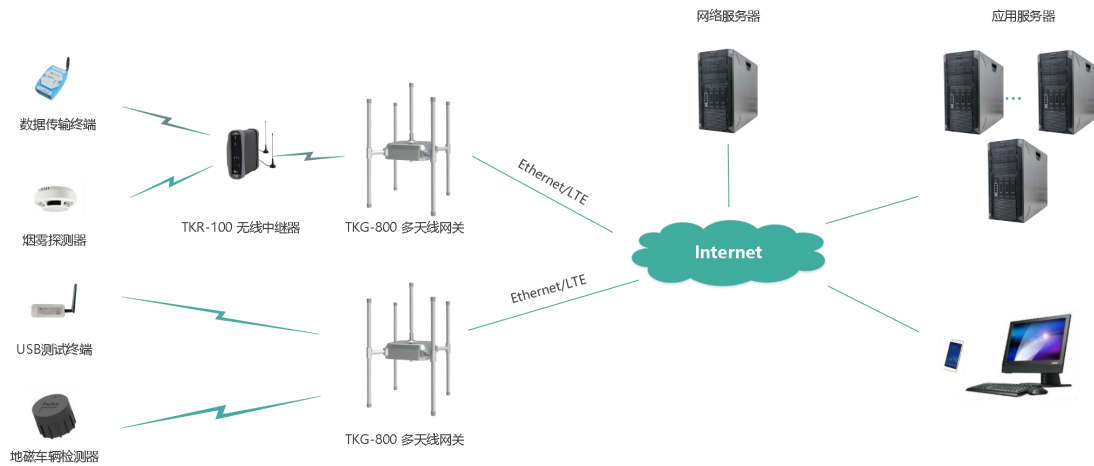 网络服务器
应用服务器
数据传输终端
Ethernet/LTE
烟雾探测器
TKR-100 无线中继器
TKG-800 多天线网关
Internet
Ethernet/LTE
USB测试终端
地磁车辆检测器
TKG-800 多天线网关